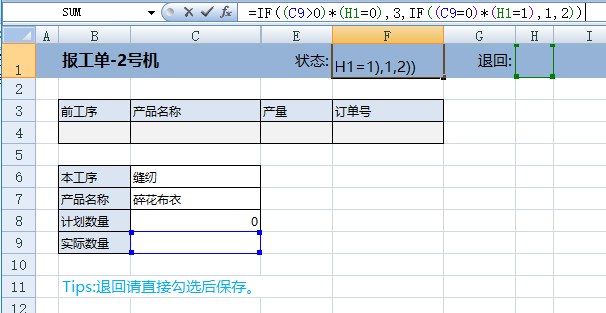 SUM =IF((C9>0)*(H1=0),3,IF((C9=0)*(H1=1),1,2))
A B C E F G H I
1 报工单-2号机 状态: H1=1),1,2)) 退回:
2
3 前工序 产品名称 产量 订单号
4
5
6 本工序 缝纫
7 产品名称 碎花布衣
8 计划数量 0
9 实际数量
10
11 Tips:退回请直接勾选后保存。
12